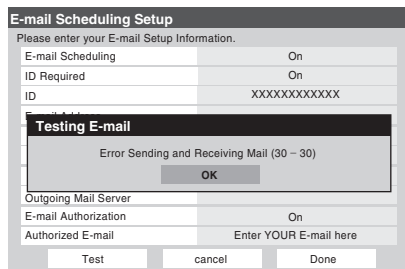 E-mail Scheduling Setup
Please enter your E-mail Setup Information.
E-mail Scheduling On
ID Required On
ID XXXXXXXXXXXX
Testing E-mail
Error Sending and Receiving Mail (30 – 30)
OK
Outgoing Mail Server
E-mail Authorization On
Authorized E-mail Enter YOUR E-mail here
Test cancel Done